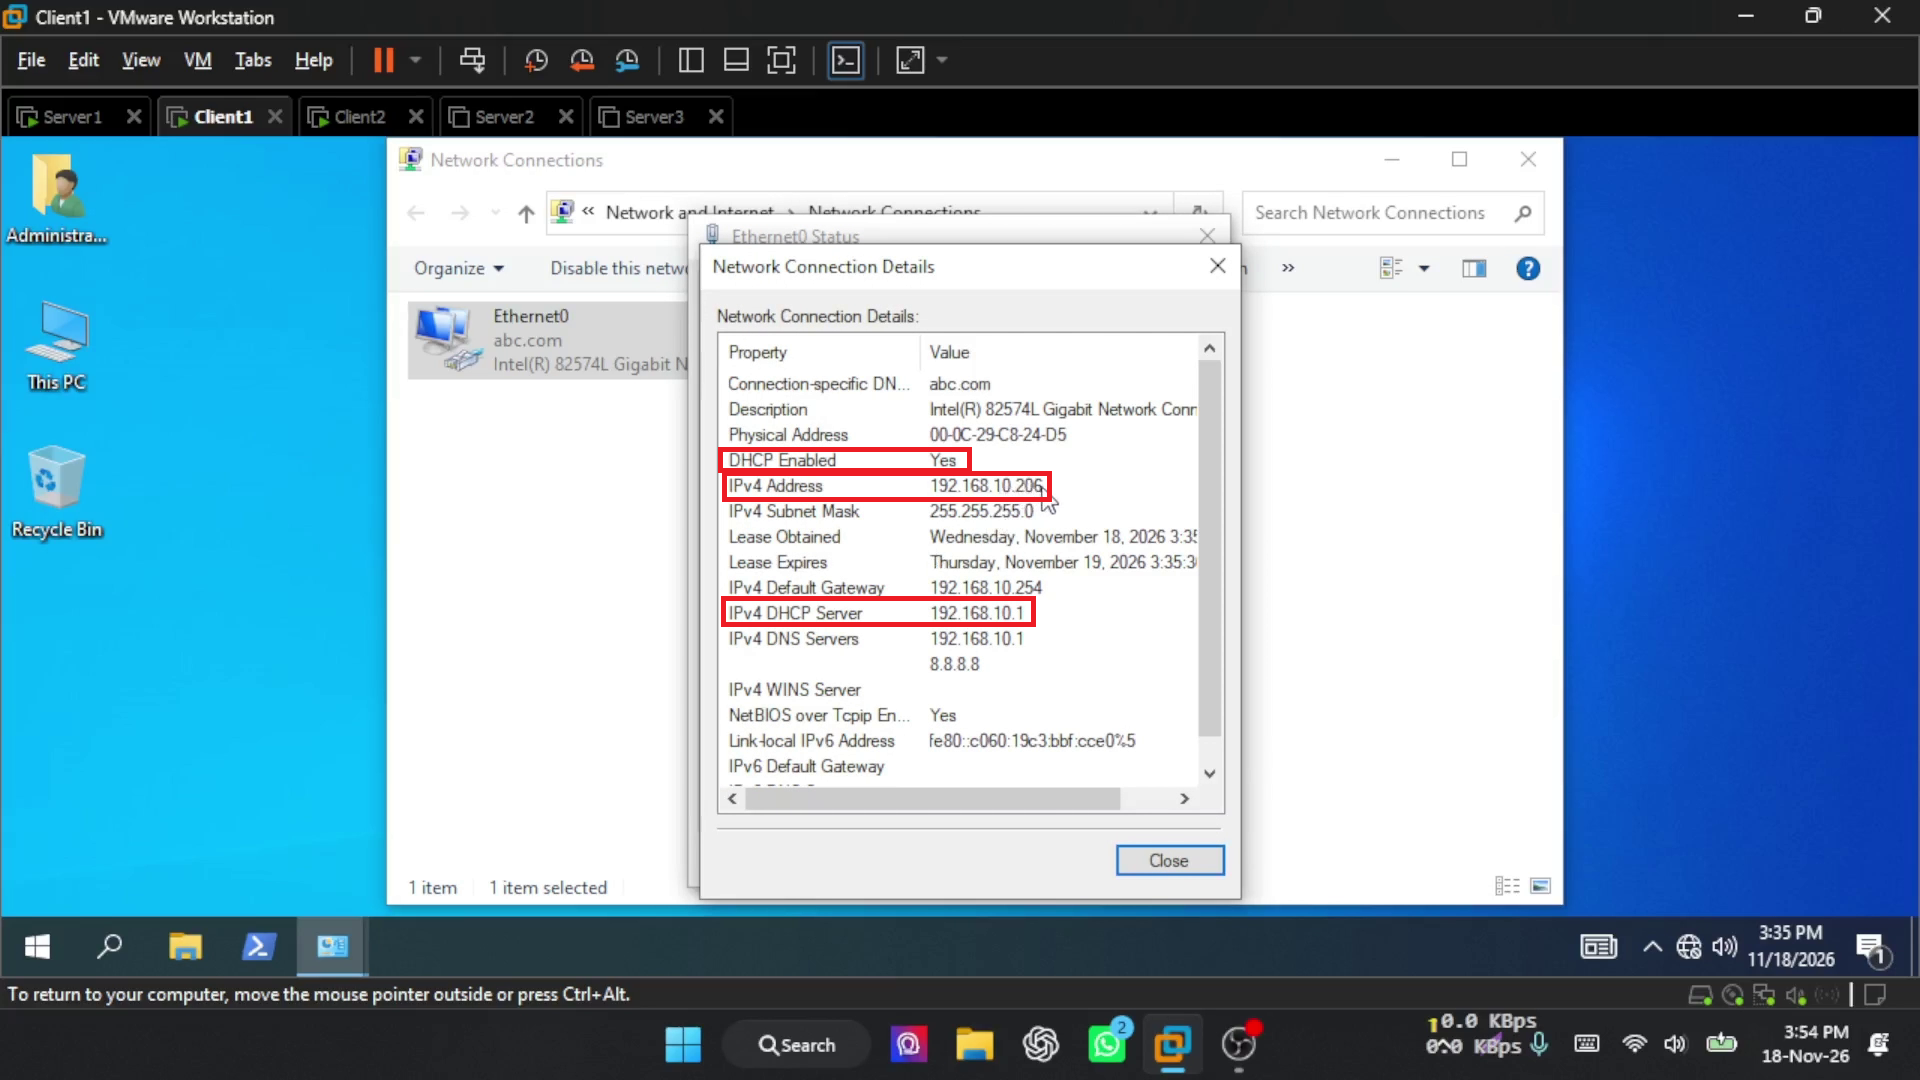 Client1 - VMware Workstation
File Edit View VM Tabs Help
Server1 Client1 Client2 Server2 Server3
Administra...
This PC
Recycle Bin
Network Connections
« Network and Internet > Network Connections
Search Network Connections
Organize
Disable this netw
»
Ethernet0
abc.com
Intel(R) 82574L Gigabit N
1 item 1 item selected
Ethernet0 Status
Network Connection Details
Network Connection Details:
Property Value
Connection-specific DN... abc.com
Description Intel(R) 82574L Gigabit Network Conn
Physical Address 00-0C-29-C8-24-D5
DHCP Enabled Yes
IPv4 Address 192.168.10.206
IPv4 Subnet Mask 255.255.255.0
Lease Obtained Wednesday, November 18, 2026 3:35
Lease Expires Thursday, November 19, 2026 3:35:3
IPv4 Default Gateway 192.168.10.254
IPv4 DHCP Server 192.168.10.1
IPv4 DNS Servers 192.168.10.1
8.8.8.8
IPv4 WINS Server
NetBIOS over Tcpip En... Yes
Link-local IPv6 Address fe80::c060:19c3:bbf:cce0%5
IPv6 Default Gateway
Close
3:35 PM
11/18/2026
1
To return to your computer, move the mouse pointer outside or press Ctrl+Alt.
Search
2
0.0 KBps
0.0 KBps
3:54 PM
18-Nov-26